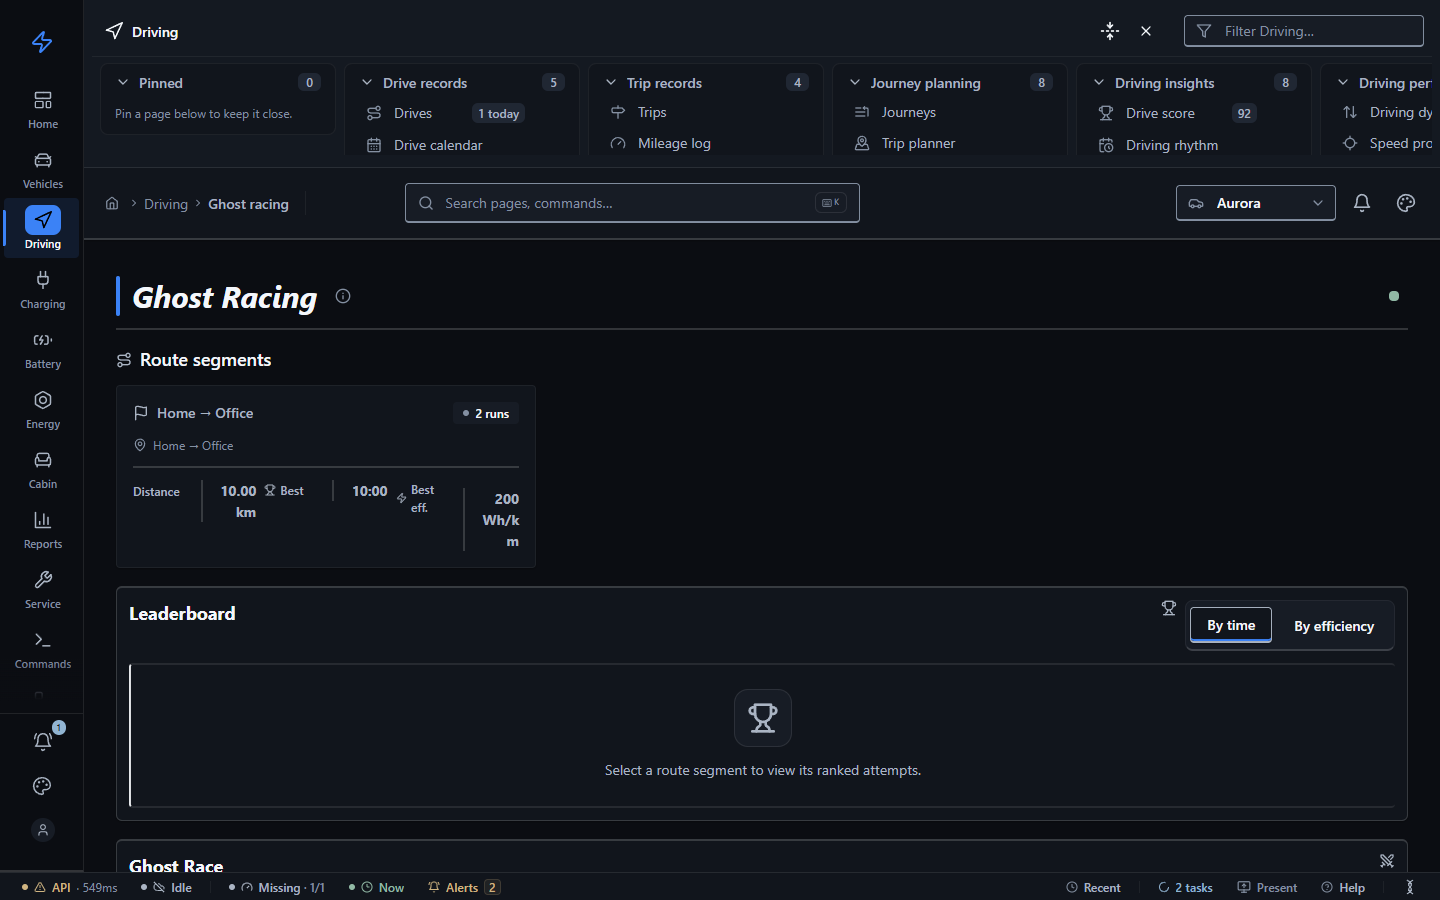 Driving
Filter Driving...
Pinned
0
Pin a page below to keep it close.
Drive records
5
Drives
1 today
Drive calendar
Trip records
4
Trips
Mileage log
Journey planning
8
Journeys
Trip planner
Driving insights
8
Drive score
92
Driving rhythm
Driving per
Driving dy
Speed pro
Home
Vehicles
Driving
Charging
Battery
Energy
Cabin
Reports
Service
Commands
1
Driving
Ghost racing
Search pages, commands...
K
Aurora
Ghost Racing
Route segments
Home → Office
2 runs
Home → Office
Distance
10.00
km
Best
10:00
Best
eff.
200
Wh/k
m
Leaderboard
By time
By efficiency
Select a route segment to view its ranked attempts.
Ghost Race
API · 549ms
Idle
Missing · 1/1
Now
Alerts 2
Recent
2 tasks
Present
Help